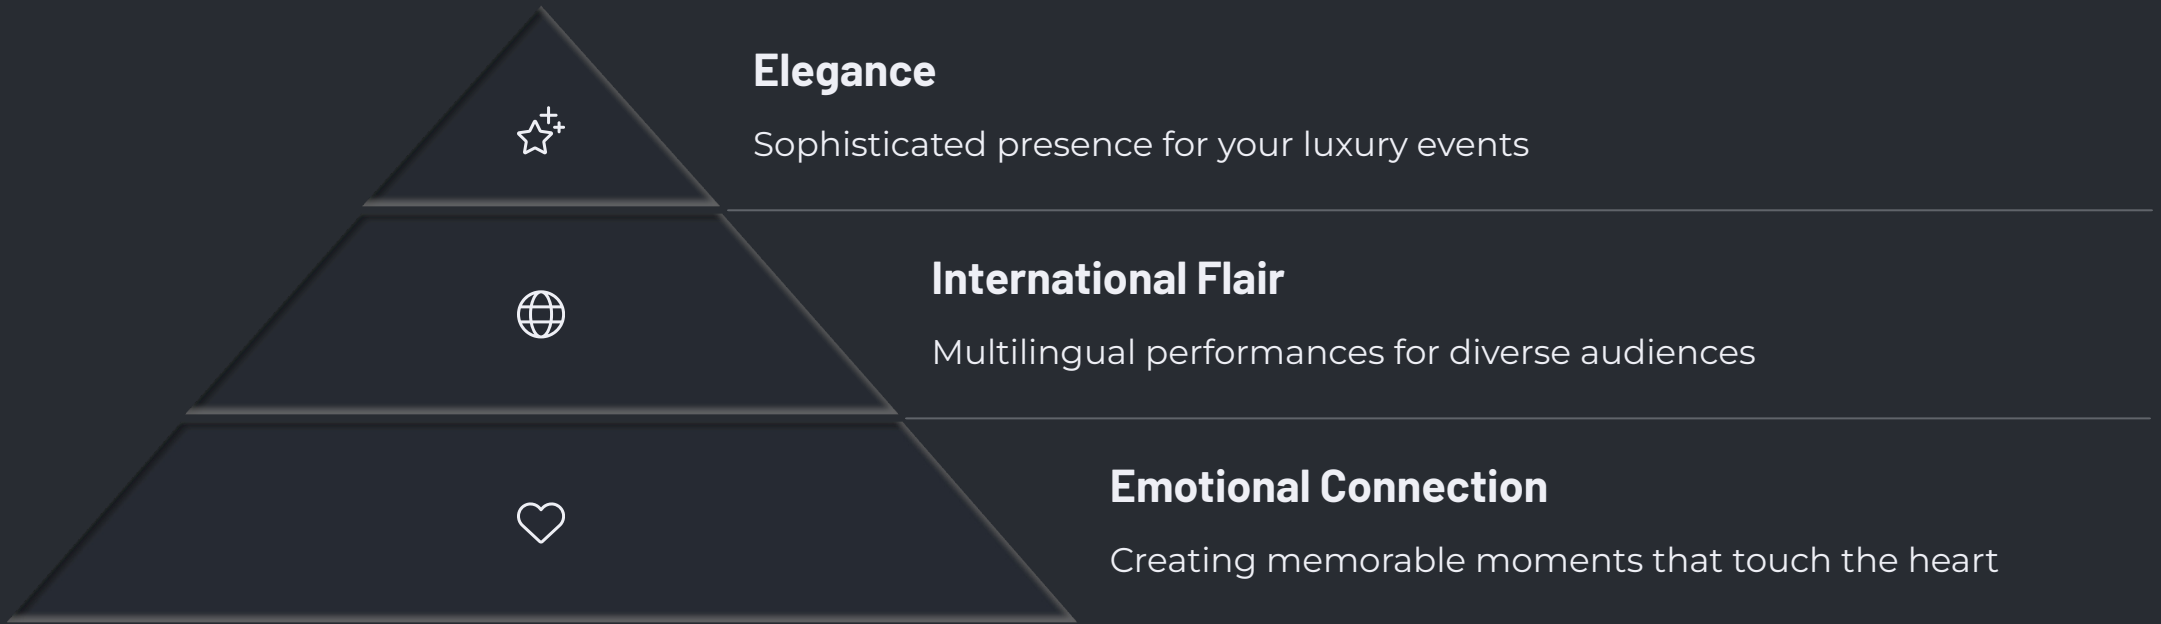 Elegance
Sophisticated presence for your luxury events
International Flair
Multilingual performances for diverse audiences
Emotional Connection
Creating memorable moments that touch the heart